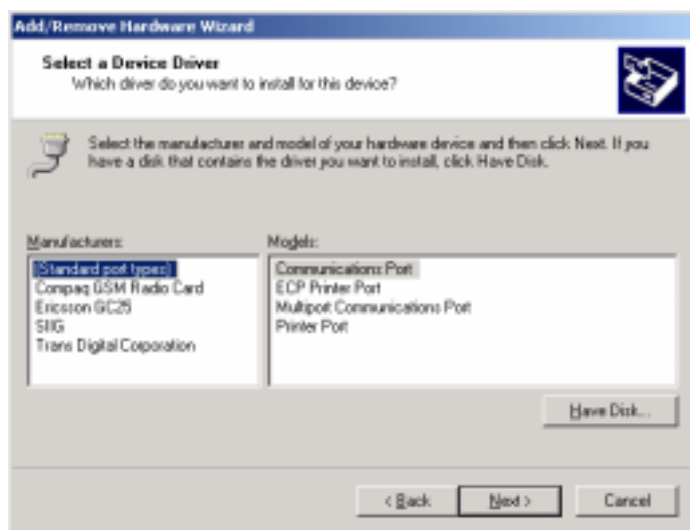 Add/Remove Hardware Wizard
Select a Device Driver
Which driver do you want to install for this device?
Select the manufacturer and model of your hardware device and then click Next. If you
have a disk that contains the driver you want to install, click Have Disk.
Manufacturers:
Models:
(Standard port types)
Compaq GSM Radio Card
Ericsson GC25
SIIG
Trans Digital Corporation
Communications Port
ECP Printer Port
Multiport Communications Port
Printer Port
Have Disk...
< Back
Next >
Cancel